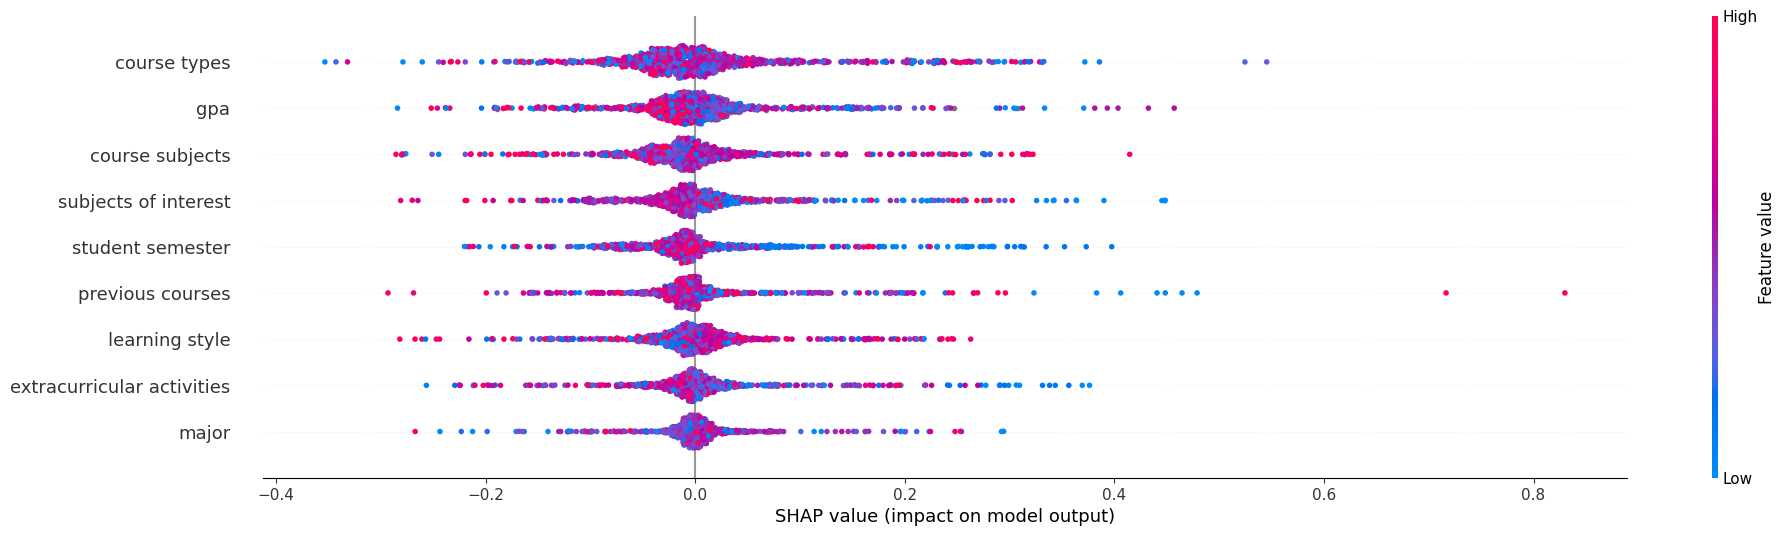 High
course types
gpa
course subjects
subjects of interest
student semester
previous courses
learning style
extracurricular activities
major
Feature value
Low
−0.4 −0.2 0.0 0.2 0.4 0.6 0.8
SHAP value (impact on model output)